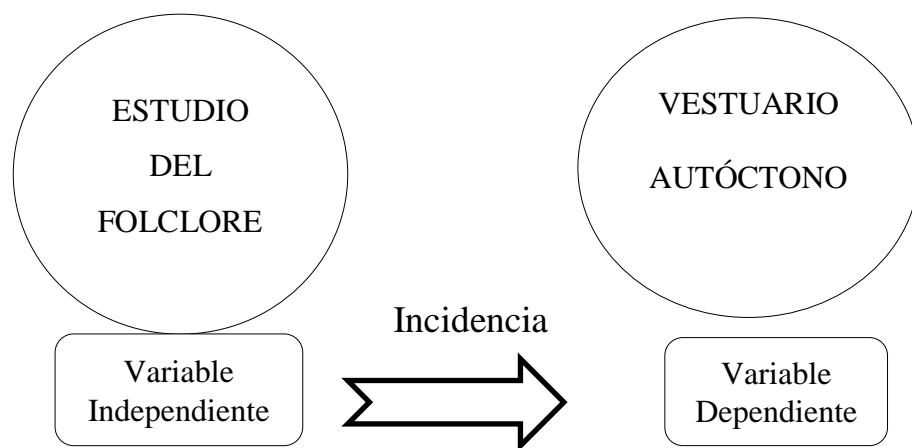 ESTUDIO
DEL
FOLCLORE
VESTUARIO
AUTÓCTONO
Incidencia
Variable
Independiente
Variable
Dependiente